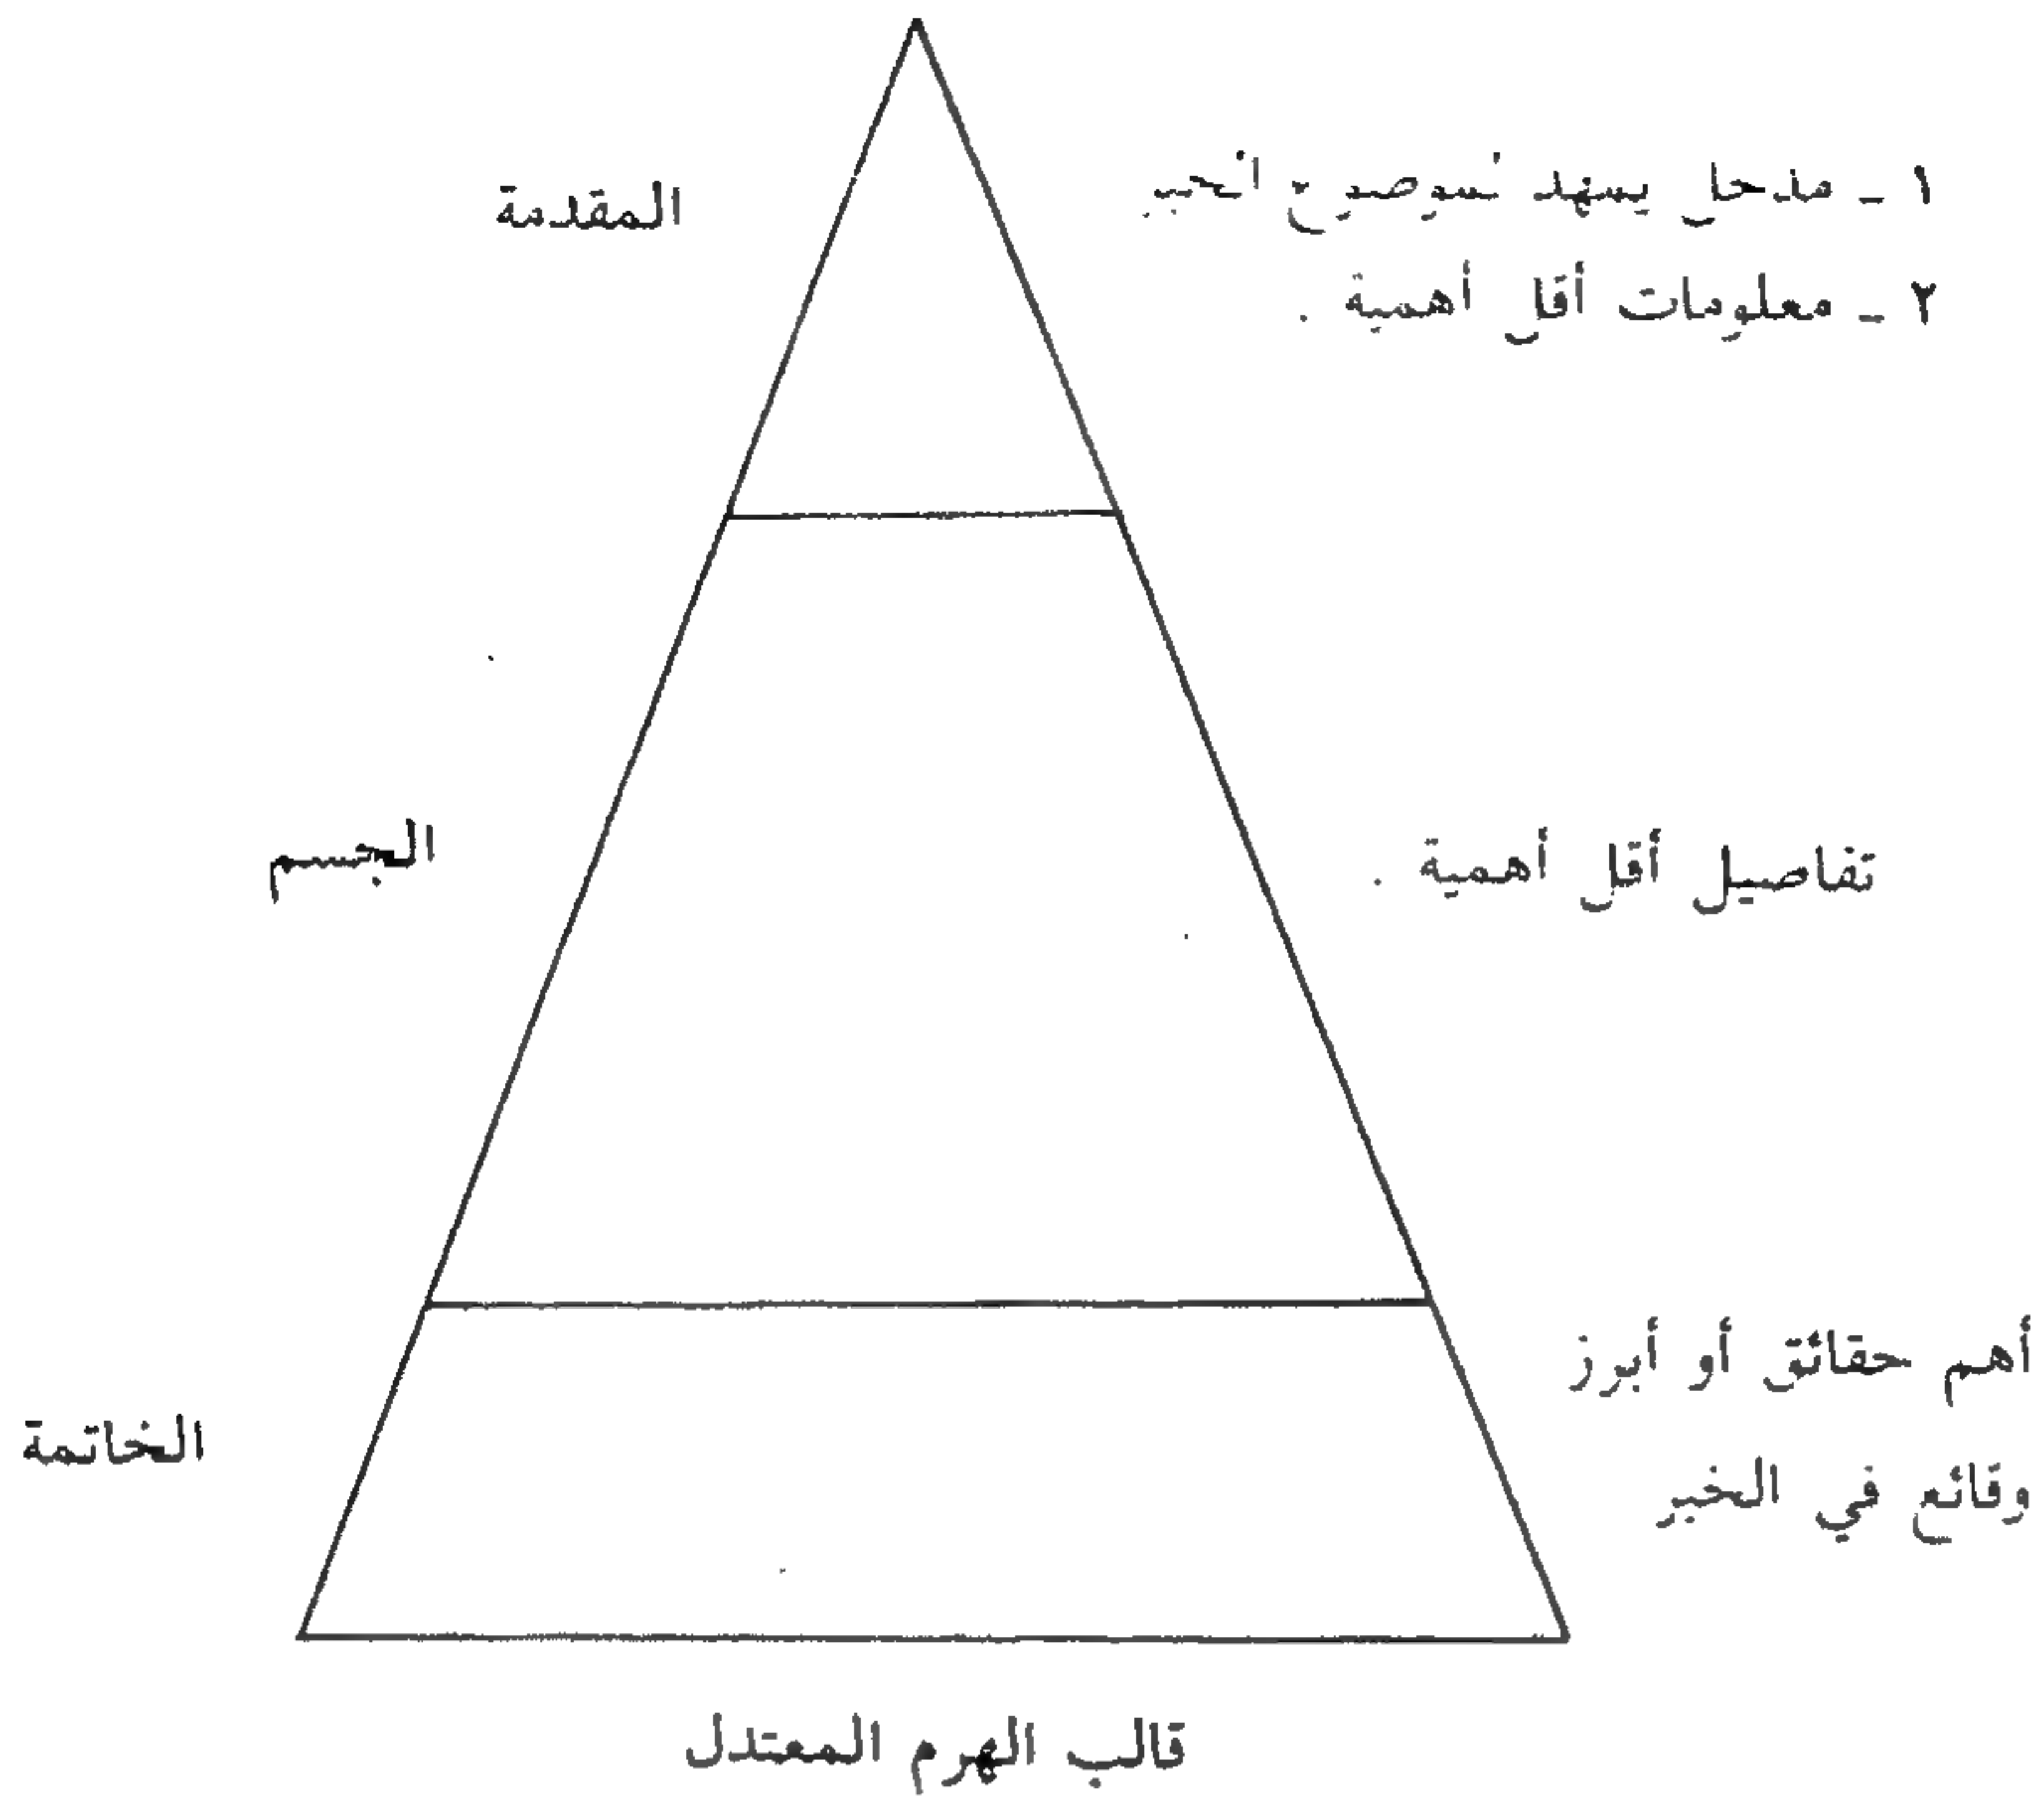 ١ ـ مدخل يمهد لموضوع الخبر .
المقدمة
٢ ـ معلومات أقل أهمية .
تفاصيل أقل أهمية .
الجسم
أهم حقائق أو أبرز
وقائع في الخبر
الخاتمة
قالب الهرم المعتدل